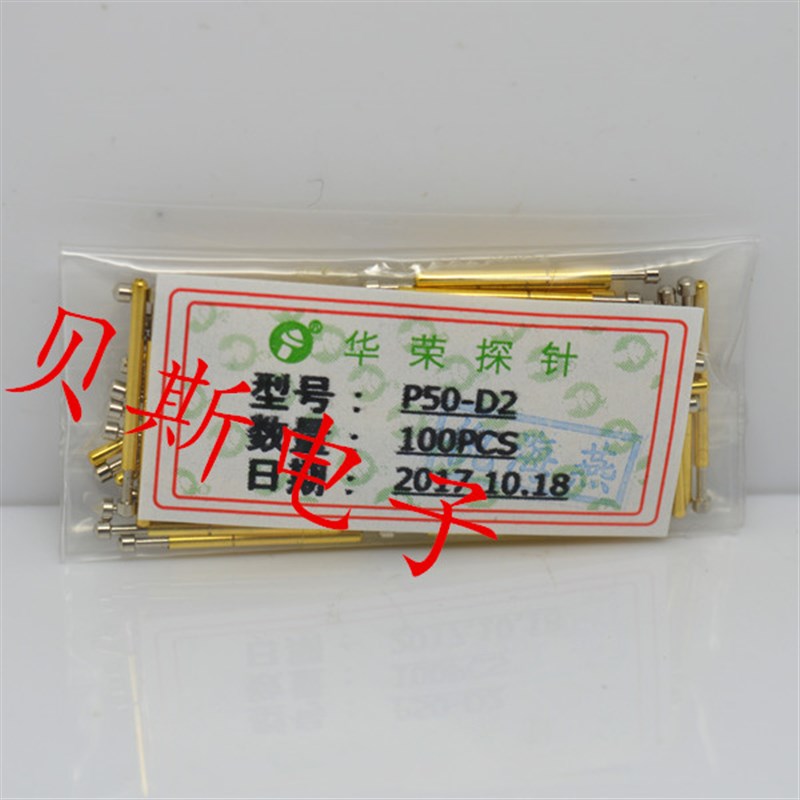 ® 华荣探针
型号： P50-D2
数量： 100PCS
日期： 2017.10.18
贝斯电子